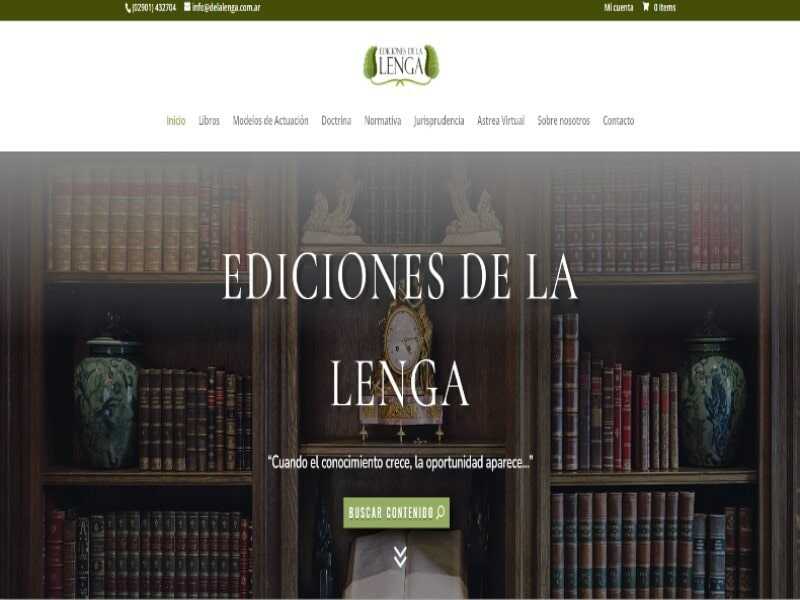 (02901) 432704 info@delalenga.com.ar Mi cuenta 0 Items
EDICIONES DE LA
LENGA
Inicio Libros Modelos de Actuación Doctrina Normativa Jurisprudencia Astrea Virtual Sobre nosotros Contacto
EDICIONES DE LA
LENGA
“Cuando el conocimiento crece, la oportunidad aparece...”
BUSCAR CONTENIDO